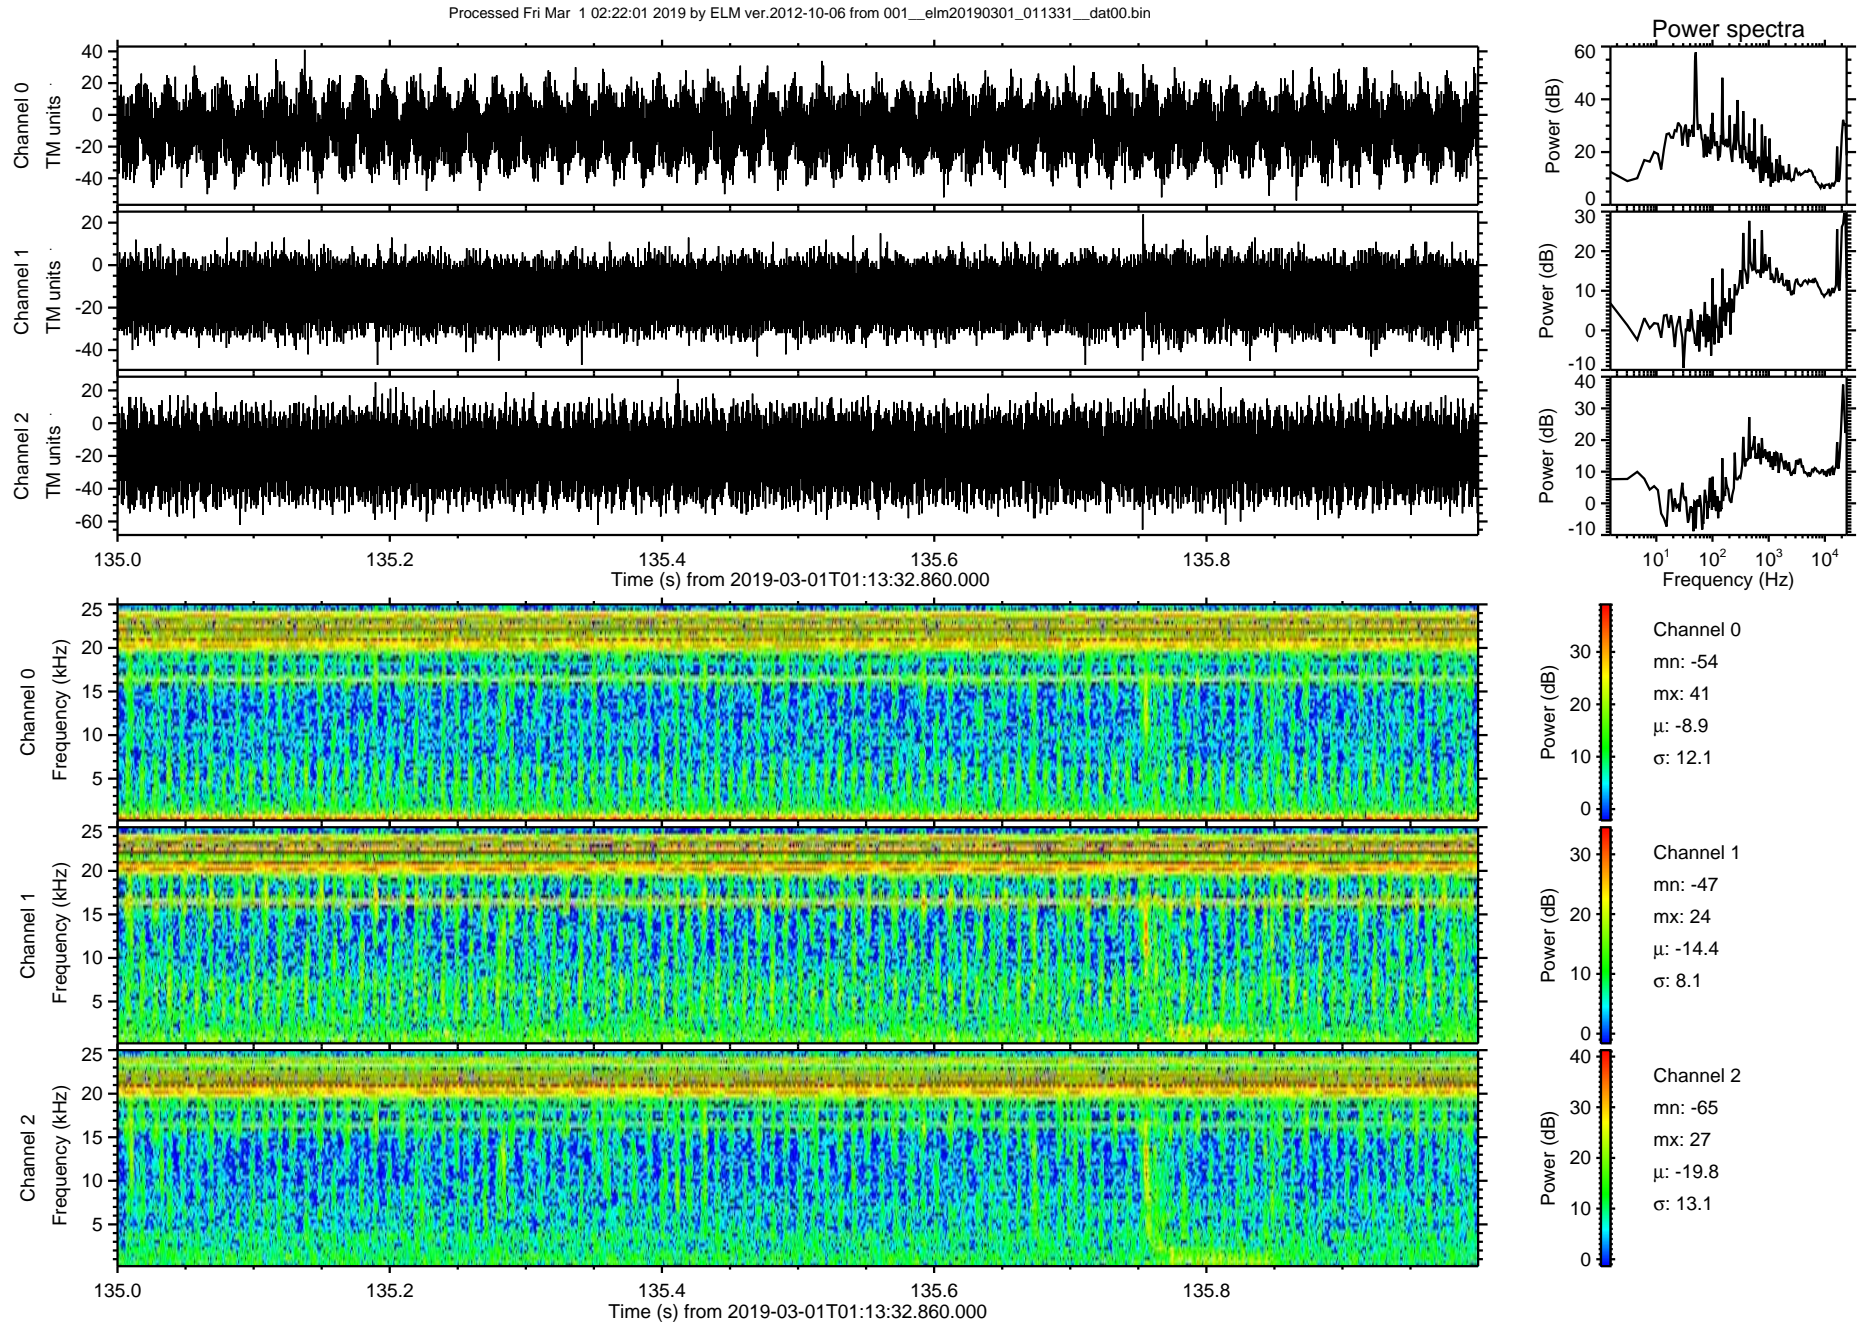 Processed Fri Mar  1 02:22:01 2019 by ELM ver.2012-10-06 from 001__elm20190301_011331__dat00.bin
Power spectra
Channel 0
TM units
40
20
0
-20
-40
Power (dB)
60
40
20
0
Channel 1
TM units
20
0
-20
-40
Power (dB)
30
20
10
0
-10
Channel 2
TM units
20
0
-20
-40
-60
Power (dB)
40
30
20
10
0
-10
135.0 135.2 135.4 135.6 135.8
Time (s) from 2019-03-01T01:13:32.860.000
10^1 10^2 10^3 10^4
Frequency (Hz)
Channel 0
Frequency (kHz)
25
20
15
10
5
Power (dB)
30
20
10
0
Channel 0
mn: -54
mx: 41
μ: -8.9
σ: 12.1
Channel 1
Frequency (kHz)
25
20
15
10
5
Power (dB)
30
20
10
0
Channel 1
mn: -47
mx: 24
μ: -14.4
σ: 8.1
Channel 2
Frequency (kHz)
25
20
15
10
5
Power (dB)
40
30
20
10
0
Channel 2
mn: -65
mx: 27
μ: -19.8
σ: 13.1
135.0 135.2 135.4 135.6 135.8
Time (s) from 2019-03-01T01:13:32.860.000